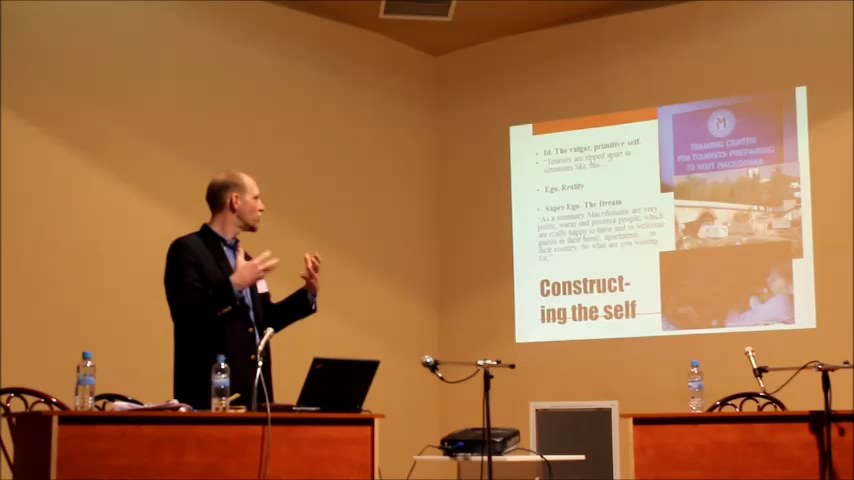 • Id. The vulgar, primitive self.
• "Tourists are ripped apart in
situations like this...
• Ego. Reality
• Super Ego. The Dream
"As a summary Macedonians are very
polite, warm and positive people, which
are really happy to have and to welcome
guests in their home, apartments... in
their country. So what are you waiting
for."
Construct-
ing the self
M
TRAINING CENTER
FOR TOURISTS PREPARING
TO VISIT MACEDONIA